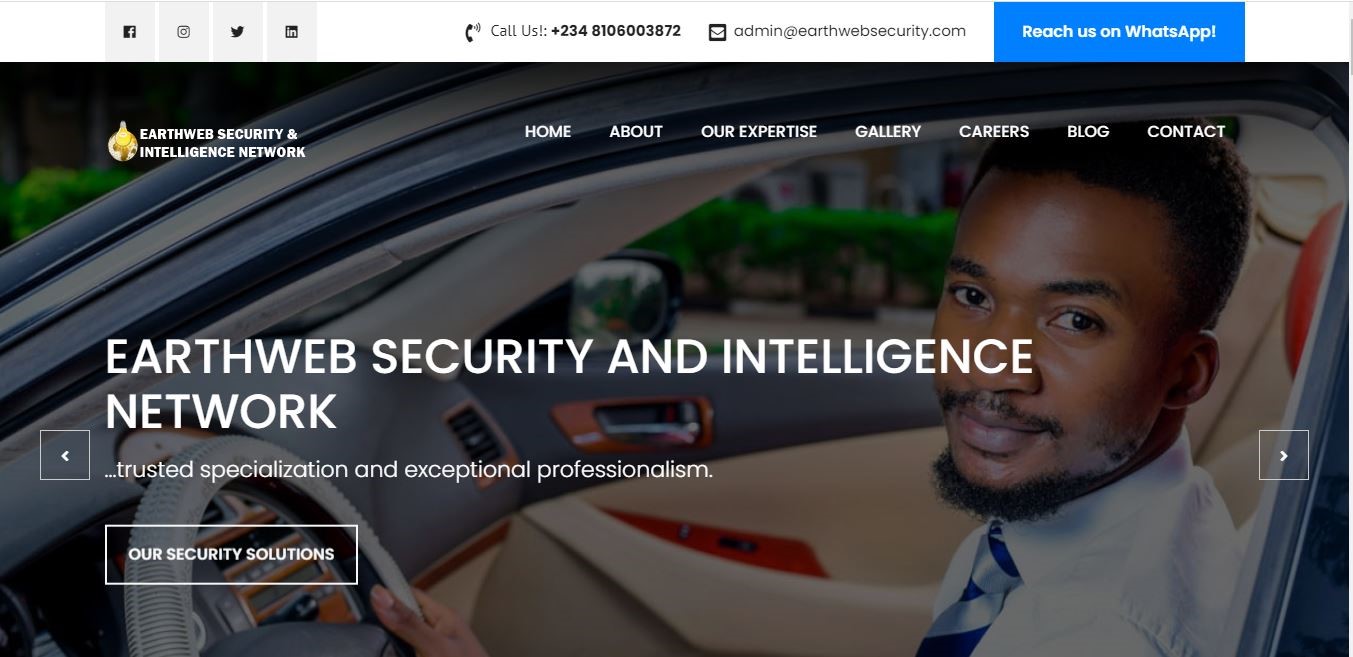 Call Us!: +234 8106003872
admin@earthwebsecurity.com
Reach us on WhatsApp!
EARTHWEB SECURITY &
INTELLIGENCE NETWORK
HOME ABOUT OUR EXPERTISE GALLERY CAREERS BLOG CONTACT
EARTHWEB SECURITY AND INTELLIGENCE
NETWORK
...trusted specialization and exceptional professionalism.
OUR SECURITY SOLUTIONS